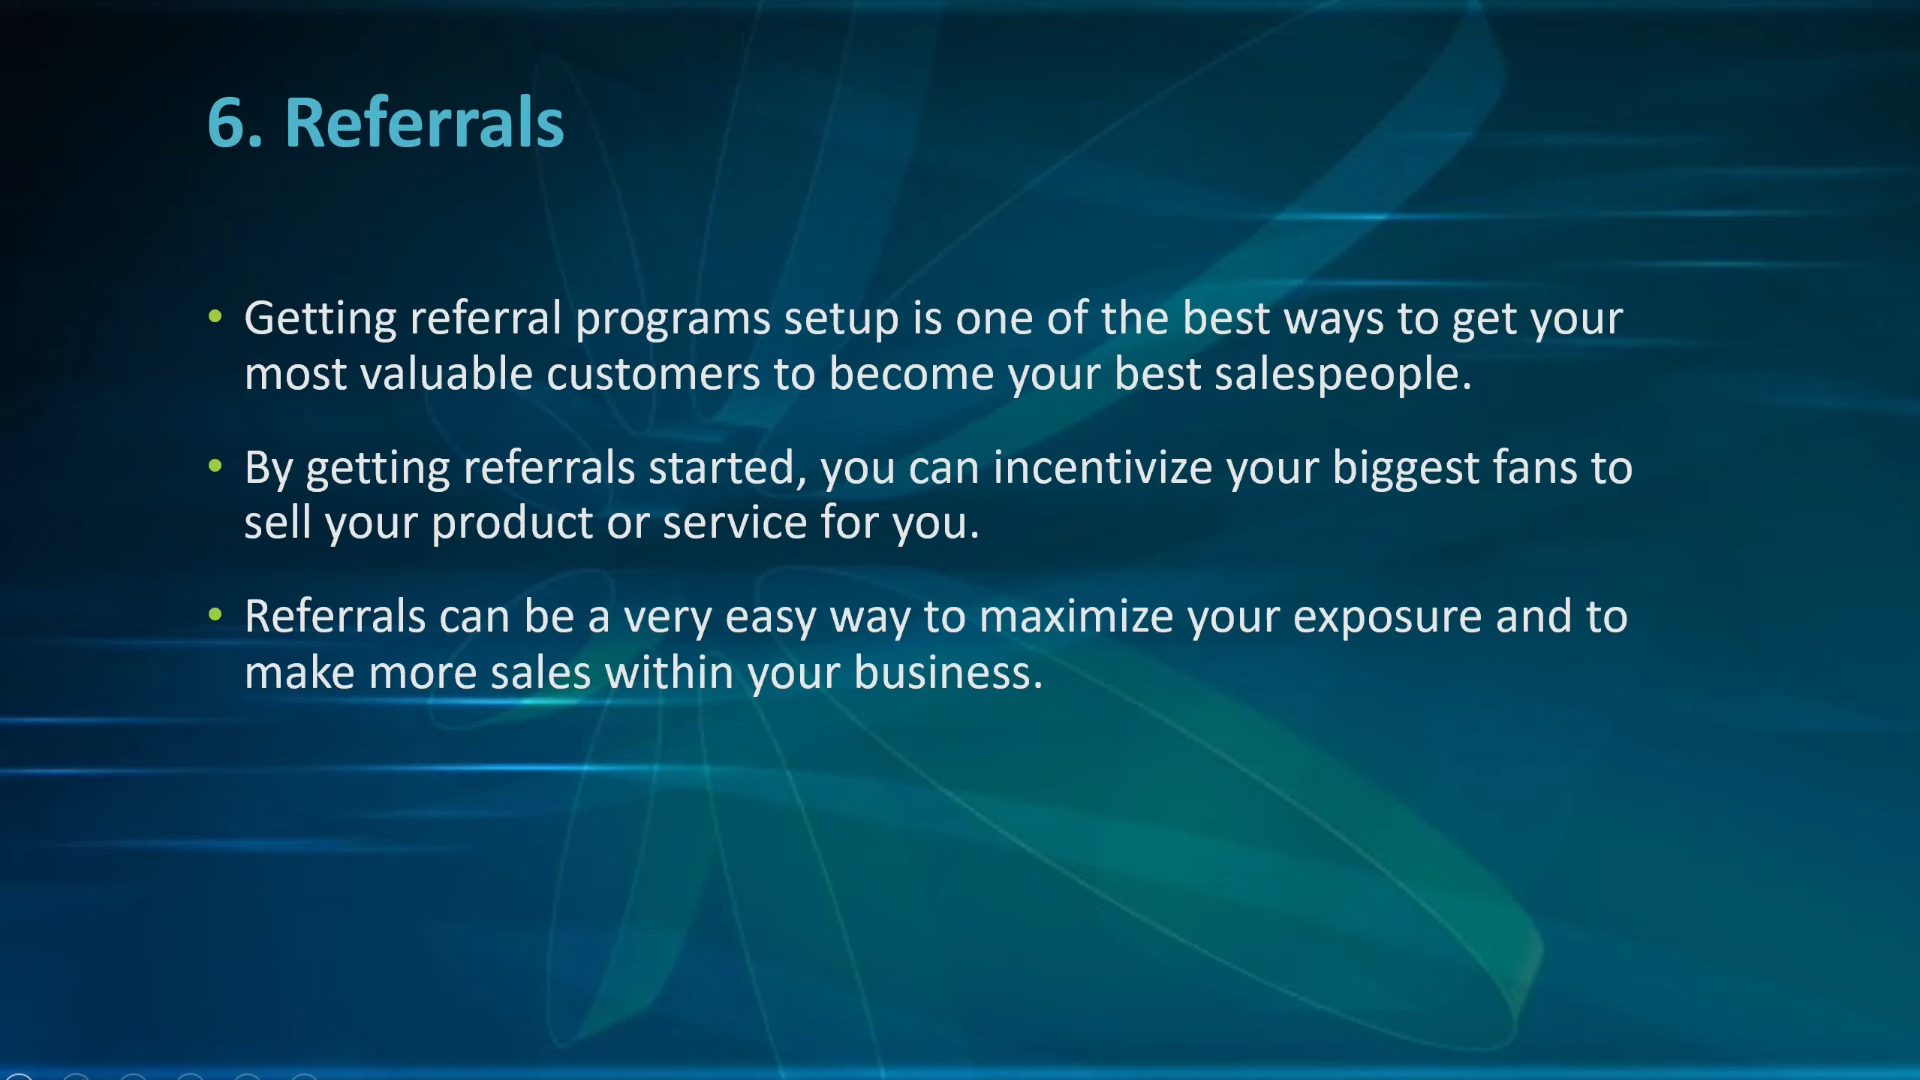 6. Referrals
• Getting referral programs setup is one of the best ways to get your
most valuable customers to become your best salespeople.
• By getting referrals started, you can incentivize your biggest fans to
sell your product or service for you.
• Referrals can be a very easy way to maximize your exposure and to
make more sales within your business.